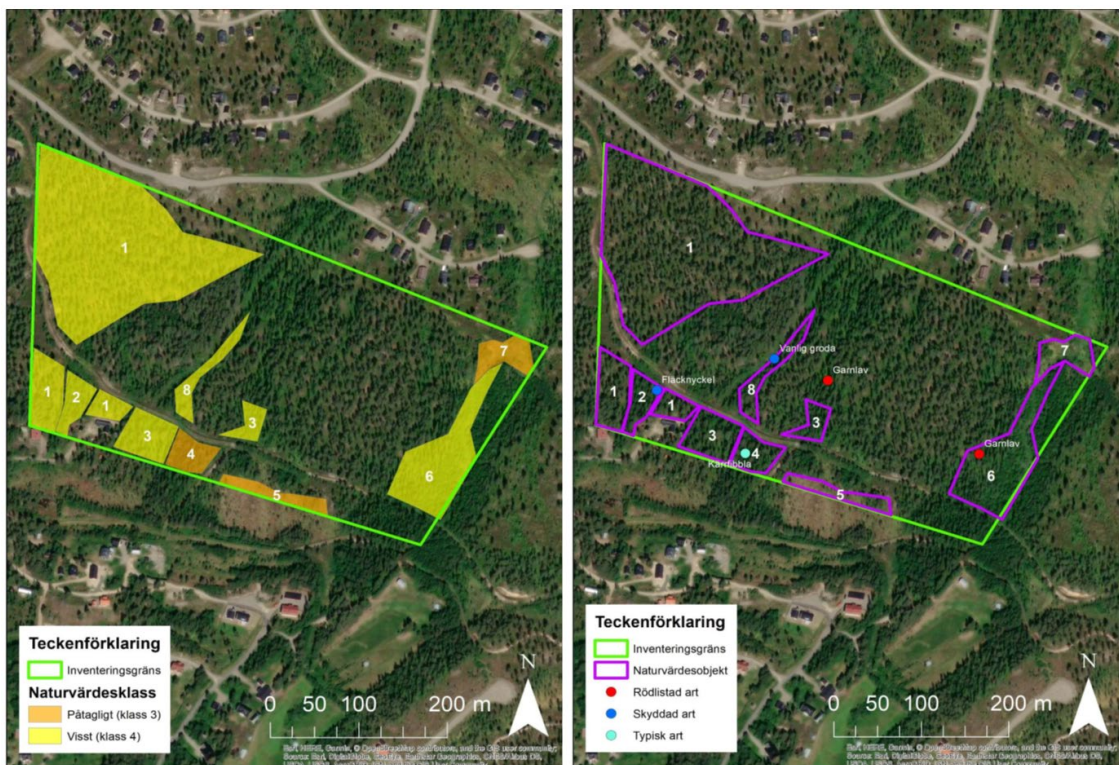 1
7
8
1
2
1
3
3
4
6
5
Teckenförklaring
Inventeringsgräns
Naturvärdesklass
Påtagligt (klass 3)
Visst (klass 4)
N
0 50 100 200 m
1
7
Vanlig groda
Garnlav
Fläcknyckel
8
1
2
1
3
3
4
Kärrfibbla
Garnlav
6
5
Teckenförklaring
Inventeringsgräns
Naturvärdesobjekt
Rödlistad art
Skyddad art
Typisk art
N
0 50 100 200 m